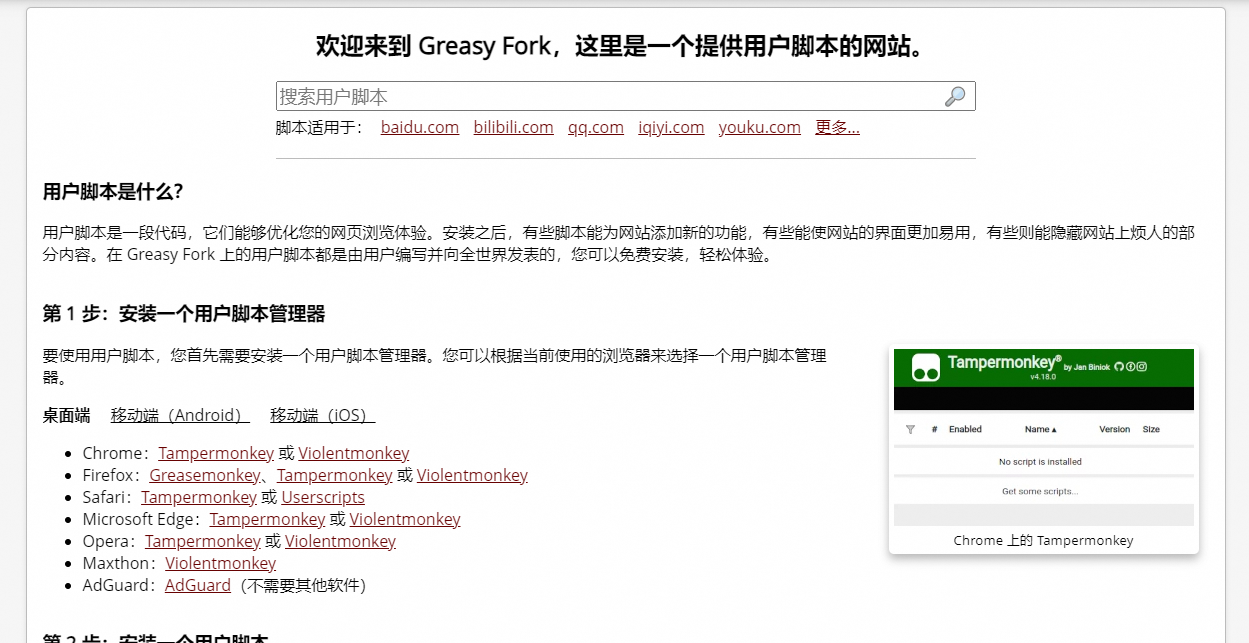 欢迎来到 Greasy Fork，这里是一个提供用户脚本的网站。
搜索用户脚本
脚本适用于： baidu.com bilibili.com qq.com iqiyi.com youku.com 更多...
用户脚本是什么？
用户脚本是一段代码，它们能够优化您的网页浏览体验。安装之后，有些脚本能为网站添加新的功能，有些能使网站的界面更加易用，有些则能隐藏网站上烦人的部
分内容。在 Greasy Fork 上的用户脚本都是由用户编写并向全世界发表的，您可以免费安装，轻松体验。
第 1 步：安装一个用户脚本管理器
要使用用户脚本，您首先需要安装一个用户脚本管理器。您可以根据当前使用的浏览器来选择一个用户脚本管理
器。
桌面端 移动端（Android） 移动端（iOS）
Chrome：Tampermonkey 或 Violentmonkey
Firefox：Greasemonkey、Tampermonkey 或 Violentmonkey
Safari：Tampermonkey 或 Userscripts
Microsoft Edge：Tampermonkey 或 Violentmonkey
Opera：Tampermonkey 或 Violentmonkey
Maxthon：Violentmonkey
AdGuard：AdGuard（不需要其他软件）
Tampermonkey® by Jan Biniok
v4.18.0
# Enabled Name ▴ Version Size
No script is installed
Get some scripts...
Chrome 上的 Tampermonkey
第 2 步：安装一个用户脚本